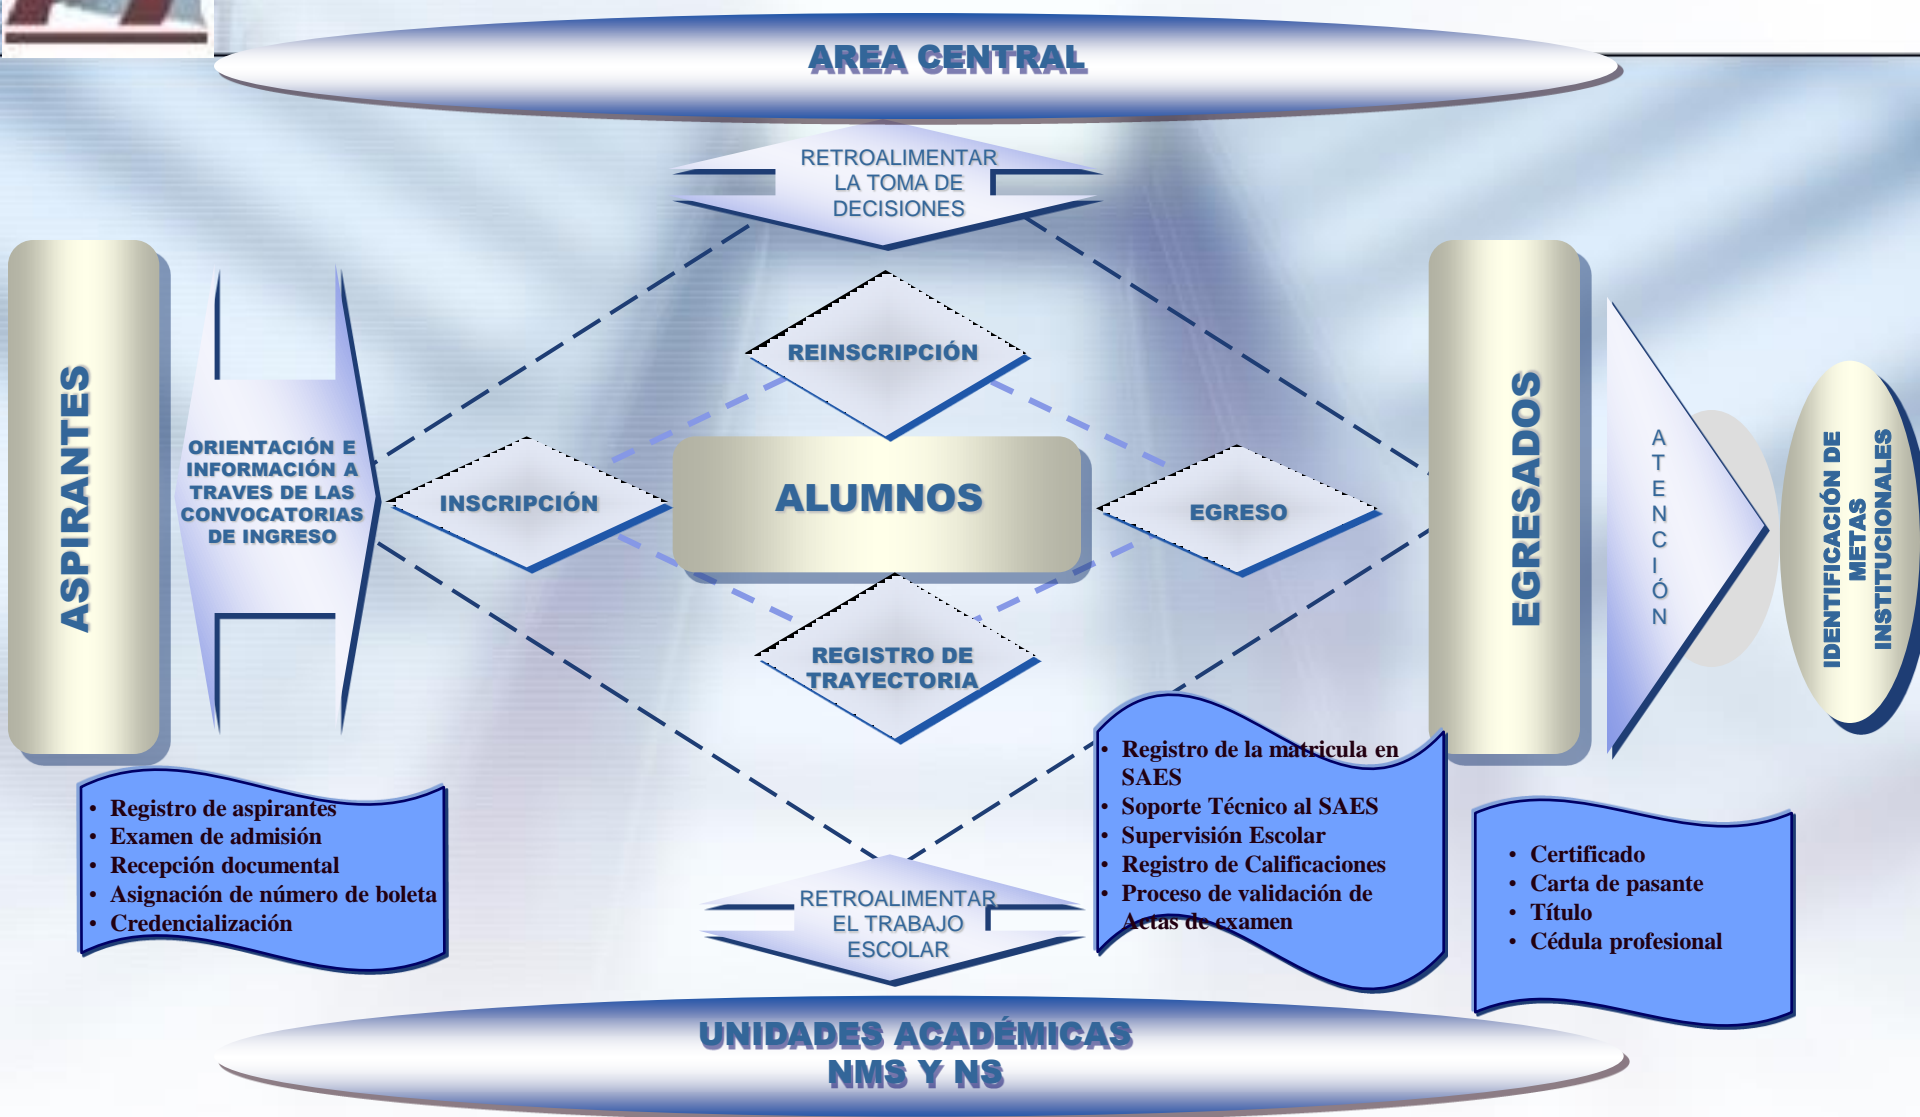 AREA CENTRAL
RETROALIMENTAR
LA TOMA DE
DECISIONES
ASPIRANTES
ORIENTACIÓN E
INFORMACIÓN A
TRAVES DE LAS
CONVOCATORIAS
DE INGRESO
REINSCRIPCIÓN
INSCRIPCIÓN
ALUMNOS
EGRESO
REGISTRO DE
TRAYECTORIA
EGRESADOS
A
T
E
N
C
I
Ó
N
IDENTIFICACIÓN DE
METAS
INSTITUCIONALES
• Registro de aspirantes
• Examen de admisión
• Recepción documental
• Asignación de número de boleta
• Credencialización
RETROALIMENTAR
EL TRABAJO
ESCOLAR
• Registro de la matricula en
SAES
• Soporte Técnico al SAES
• Supervisión Escolar
• Registro de Calificaciones
• Proceso de validación de
Actas de examen
• Certificado
• Carta de pasante
• Título
• Cédula profesional
UNIDADES ACADÉMICAS
NMS Y NS